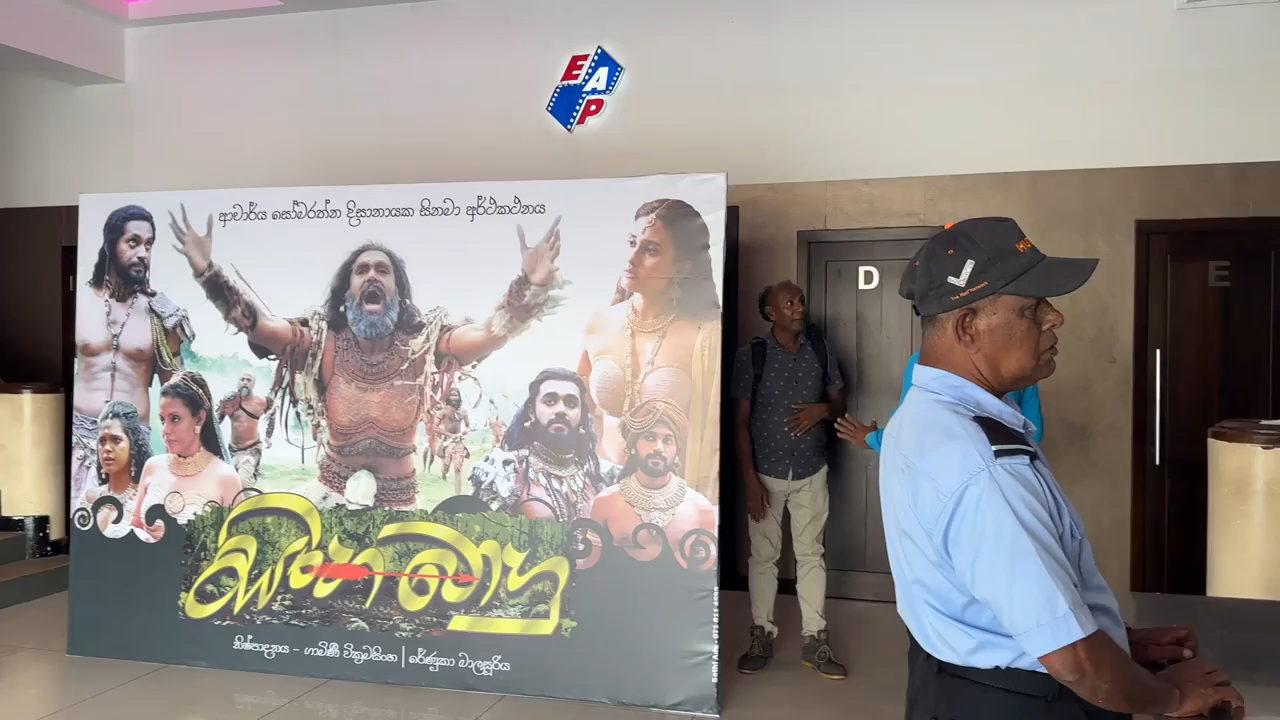 EAP
ආචාර්ය සෝමරත්න දිසානායක සිනමා අර්ථකථනය
සිංහබාහු
නිෂ්පාදනය - ගාමිණී වික්‍රමසිංහ | රේණුකා බාලසූරිය
D
E